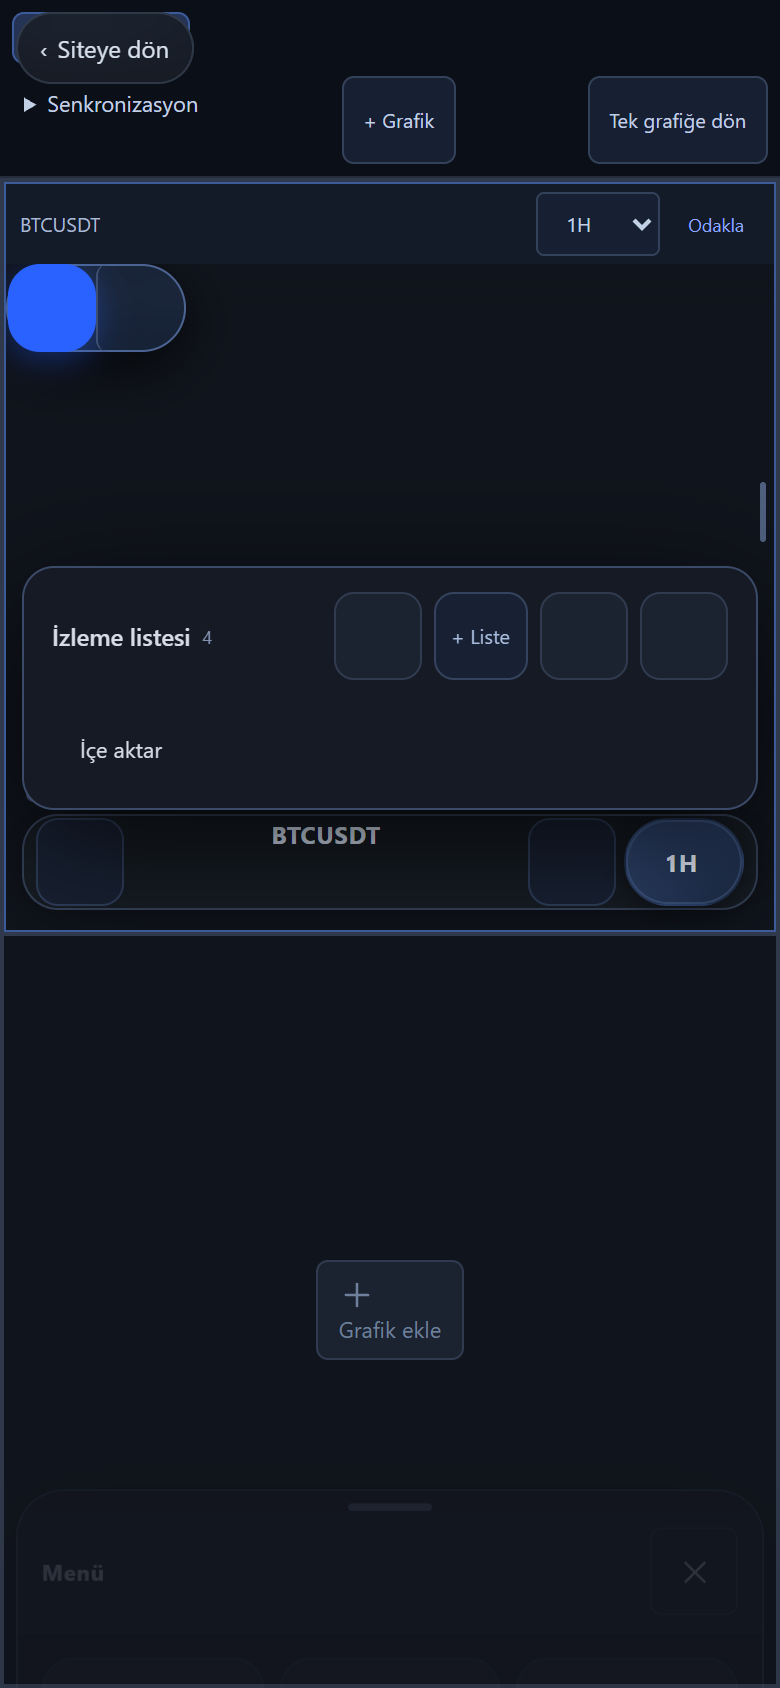 ‹ Siteye dön
Senkronizasyon
+ Grafik
Tek grafiğe dön
BTCUSDT
1H
Odakla
İzleme listesi 4
+ Liste
İçe aktar
BTCUSDT
1H
Grafik ekle
Menü